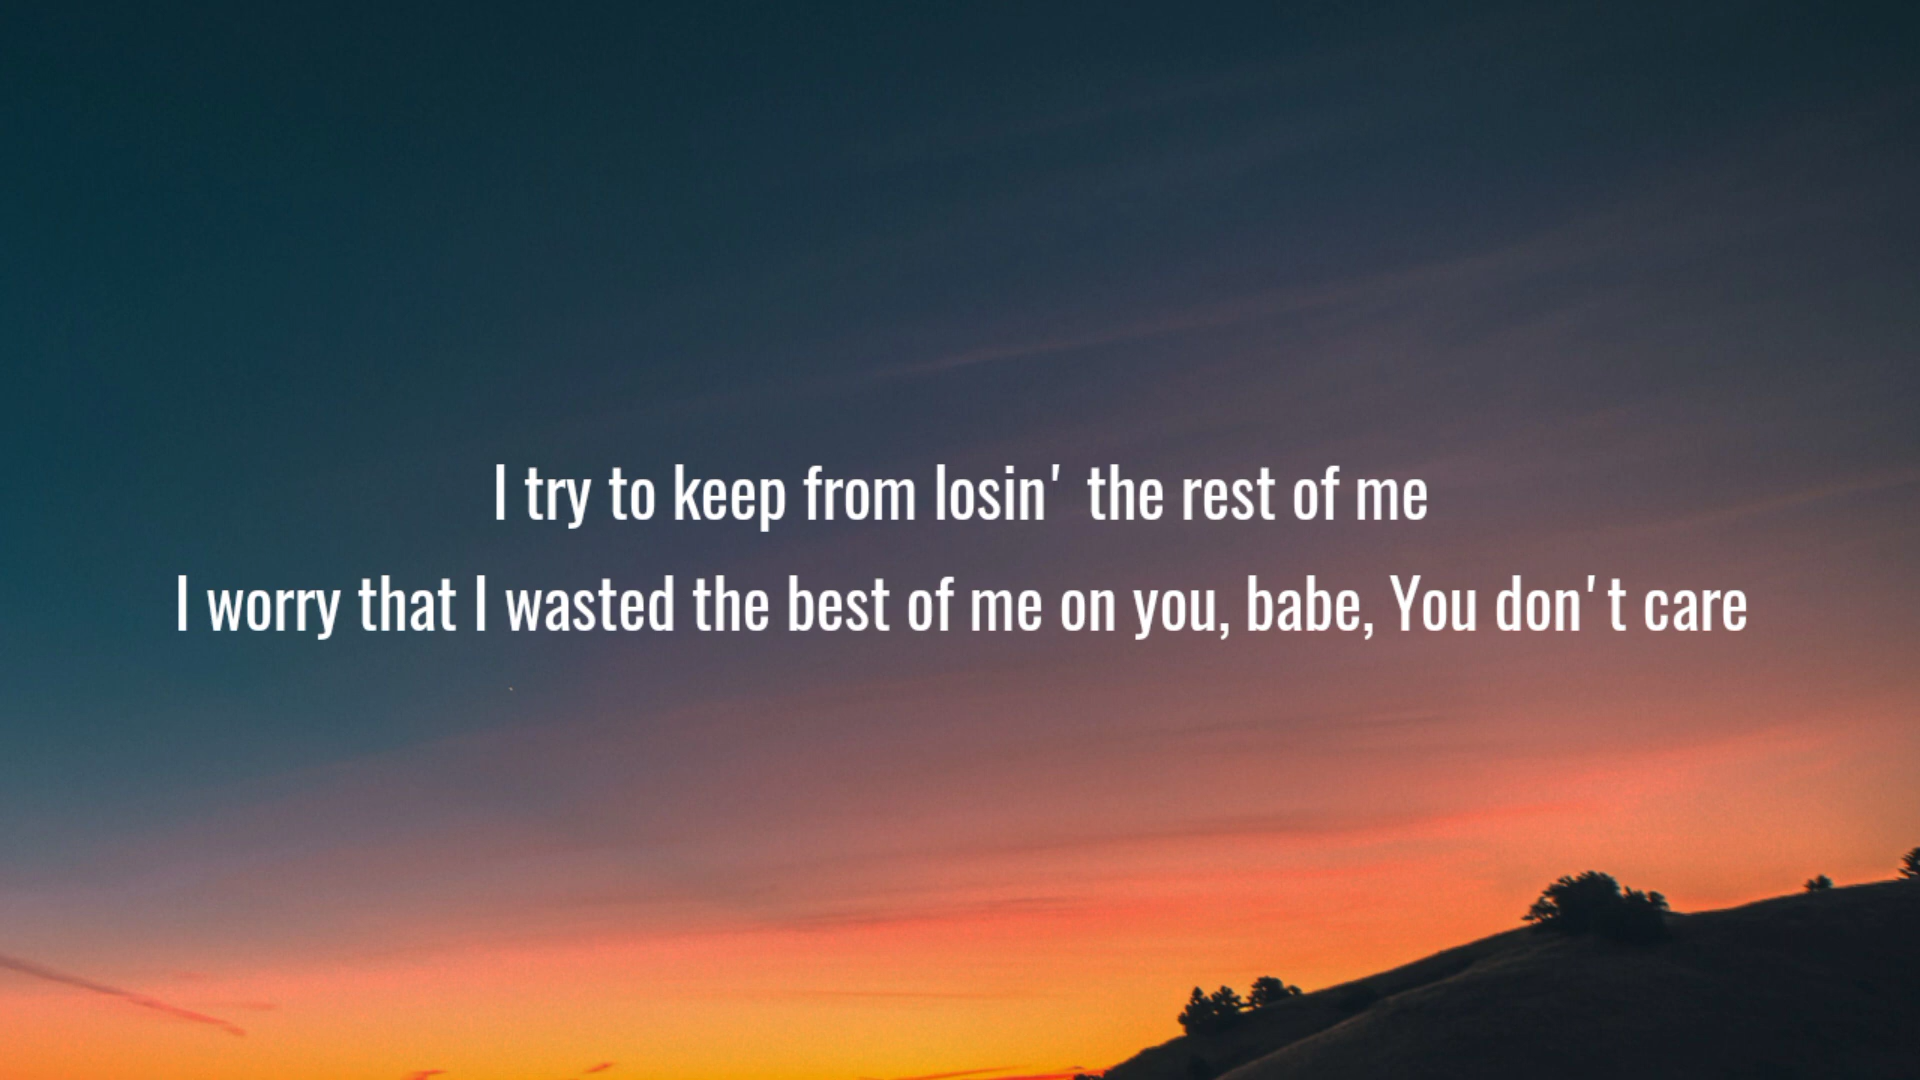 I try to keep from losin' the rest of me
I worry that I wasted the best of me on you, babe, You don't care